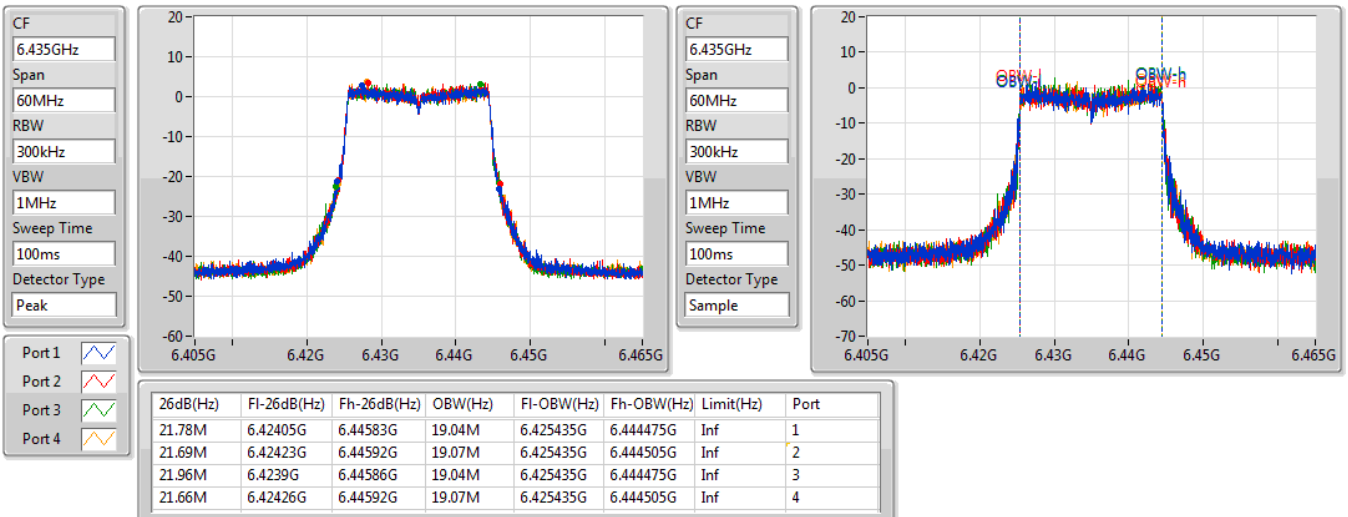 CF
6.435GHz
Span
60MHz
RBW
300kHz
VBW
1MHz
Sweep Time
100ms
Detector Type
Peak
20
10
0
-10
-20
-30
-40
-50
-60
6.405G 6.42G 6.43G 6.44G 6.45G 6.465G
CF
6.435GHz
Span
60MHz
RBW
300kHz
VBW
1MHz
Sweep Time
100ms
Detector Type
Sample
20
10
0
-10
-20
-30
-40
-50
-60
-70
OBW-l OBW-h
OBW-l OBW-h
6.405G 6.42G 6.43G 6.44G 6.45G 6.465G
Port 1
Port 2
Port 3
Port 4
26dB(Hz) Fl-26dB(Hz) Fh-26dB(Hz) OBW(Hz) Fl-OBW(Hz) Fh-OBW(Hz) Limit(Hz) Port
21.78M 6.42405G 6.44583G 19.04M 6.425435G 6.444475G Inf 1
21.69M 6.42423G 6.44592G 19.07M 6.425435G 6.444505G Inf 2
21.96M 6.4239G 6.44586G 19.04M 6.425435G 6.444475G Inf 3
21.66M 6.42426G 6.44592G 19.07M 6.425435G 6.444505G Inf 4